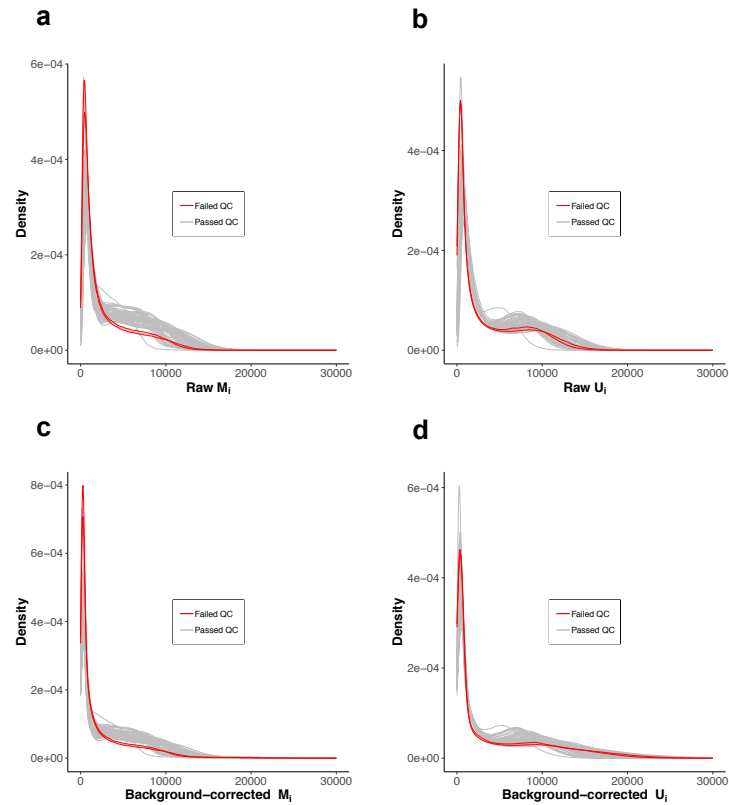 a
6e−04
4e−04
2e−04
0e+00
Density
Failed QC
Passed QC
0
10000
20000
30000
Raw Mi
b
4e−04
2e−04
0e+00
Density
Failed QC
Passed QC
0
10000
20000
30000
Raw Ui
c
8e−04
6e−04
4e−04
2e−04
0e+00
Density
Failed QC
Passed QC
0
10000
20000
30000
Background−corrected Mi
d
6e−04
4e−04
2e−04
0e+00
Density
Failed QC
Passed QC
0
10000
20000
30000
Background−corrected Ui